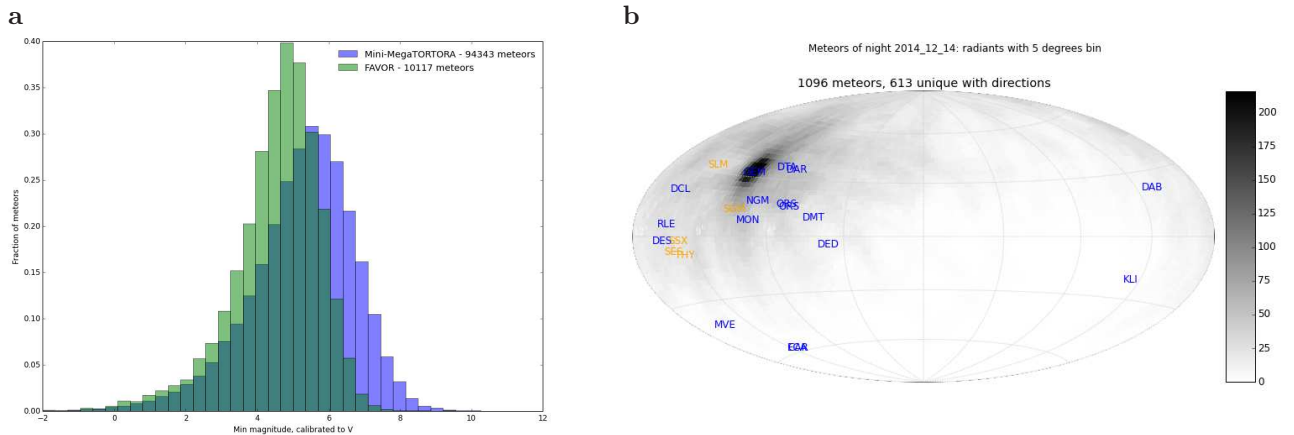 a
0.40
0.35
0.30
0.25
0.20
0.15
0.10
0.05
0.00
Fraction of meteors
Mini-MegaTORTORA - 94343 meteors
FAVOR - 10117 meteors
-2 0 2 4 6 8 10 12
Min magnitude, calibrated to V
b
Meteors of night 2014_12_14: radiants with 5 degrees bin
1096 meteors, 613 unique with directions
SLM
DTA
DAR
DCL
DAB
NGM
ORS
MON
DMT
RLE
DES
SSX
DED
THY
KLI
MVE
200
175
150
125
100
75
50
25
0